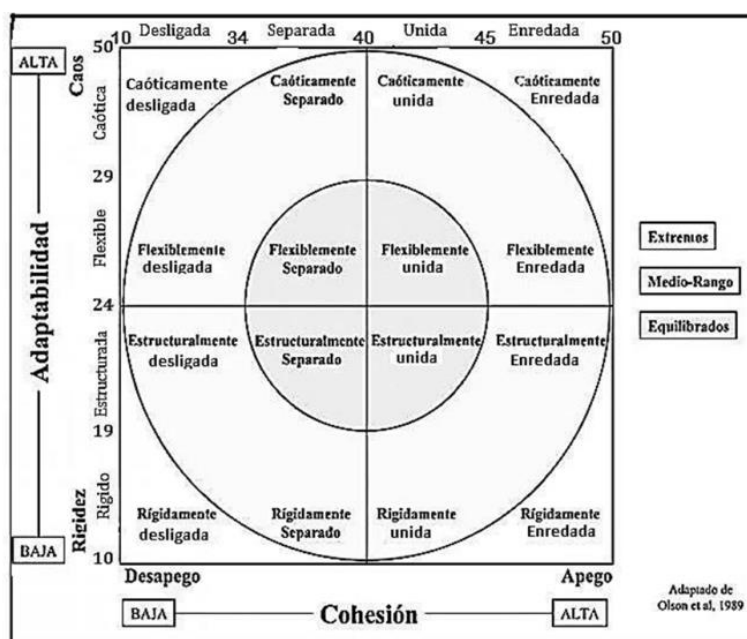 Desligada Separada Unida Enredada
10 34 40 45 50
ALTA
50
Caos
Caótica
Caóticamente desligada
Caóticamente Separado
Caóticamente unida
Caóticamente Enredada
29
Adaptabilidad
Flexible
Flexiblemente desligada
Flexiblemente Separado
Flexiblemente unida
Flexiblemente Enredada
24
Estructurada
Estructuralmente desligada
Estructuralmente Separado
Estructuralmente unida
Estructuralmente Enredada
19
Rigidez
Rígido
Rígidamente desligada
Rígidamente Separado
Rígidamente unida
Rígidamente Enredada
BAJA
10
Desapego
Apego
BAJA
Cohesión
ALTA
Extremos
Medio-Rango
Equilibrados
Adaptado de
Olson et al, 1989